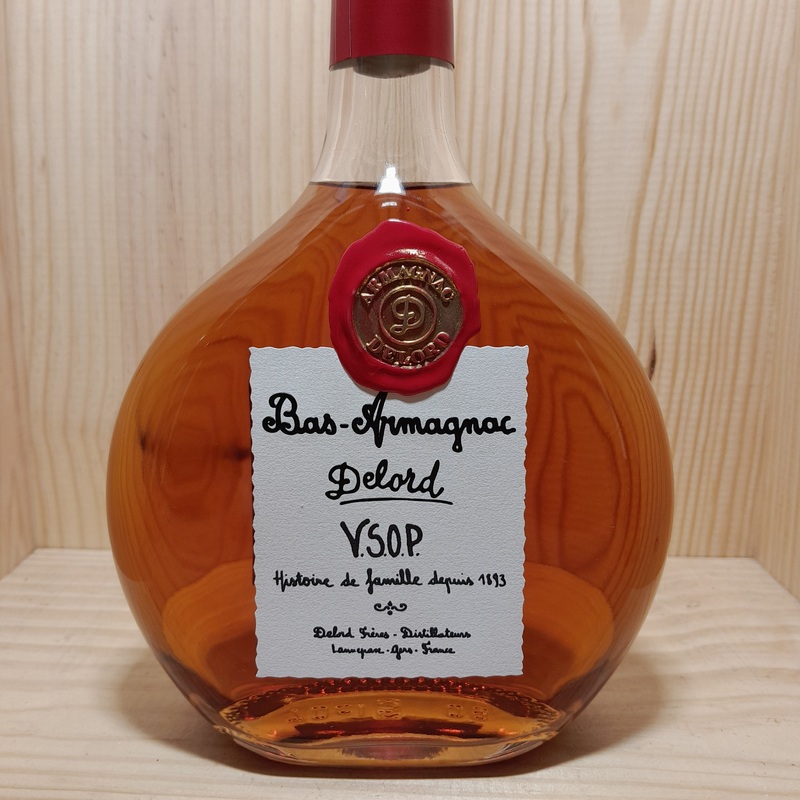 ARMAGNAC
D
DELORD
Bas-Armagnac
Delord
V.S.O.P.
Histoire de famille depuis 1893
Delord Frères - Distillateurs
Lannepax - Gers - France